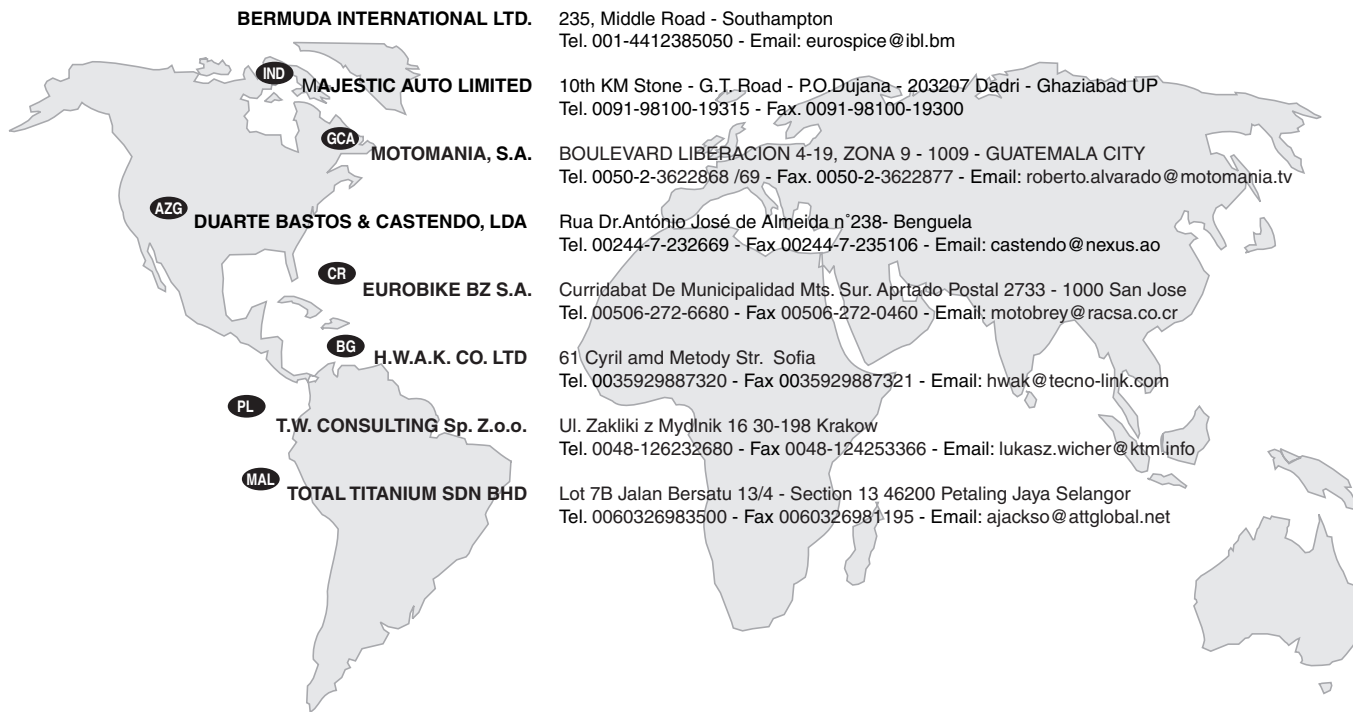 BERMUDA INTERNATIONAL LTD. 235, Middle Road - Southampton
Tel. 001-4412385050 - Email: eurospice@ibl.bm
IND MAJESTIC AUTO LIMITED 10th KM Stone - G.T. Road - P.O.Dujana - 203207 Dadri - Ghaziabad UP
Tel. 0091-98100-19315 - Fax. 0091-98100-19300
GCA MOTOMANIA, S.A. BOULEVARD LIBERACION 4-19, ZONA 9 - 1009 - GUATEMALA CITY
Tel. 0050-2-3622868 /69 - Fax. 0050-2-3622877 - Email: roberto.alvarado@motomania.tv
AZG DUARTE BASTOS & CASTENDO, LDA Rua Dr.António José de Almeida n°238- Benguela
Tel. 00244-7-232669 - Fax 00244-7-235106 - Email: castendo@nexus.ao
CR EUROBIKE BZ S.A. Curridabat De Municipalidad Mts. Sur. Aprtado Postal 2733 - 1000 San Jose
Tel. 00506-272-6680 - Fax 00506-272-0460 - Email: motobrey@racsa.co.cr
BG H.W.A.K. CO. LTD 61 Cyril amd Metody Str. Sofia
Tel. 0035929887320 - Fax 0035929887321 - Email: hwak@tecno-link.com
PL T.W. CONSULTING Sp. Z.o.o. Ul. Zakliki z Mydlnik 16 30-198 Krakow
Tel. 0048-126232680 - Fax 0048-124253366 - Email: lukasz.wicher@ktm.info
MAL TOTAL TITANIUM SDN BHD Lot 7B Jalan Bersatu 13/4 - Section 13 46200 Petaling Jaya Selangor
Tel. 0060326983500 - Fax 0060326981195 - Email: ajackso@attglobal.net